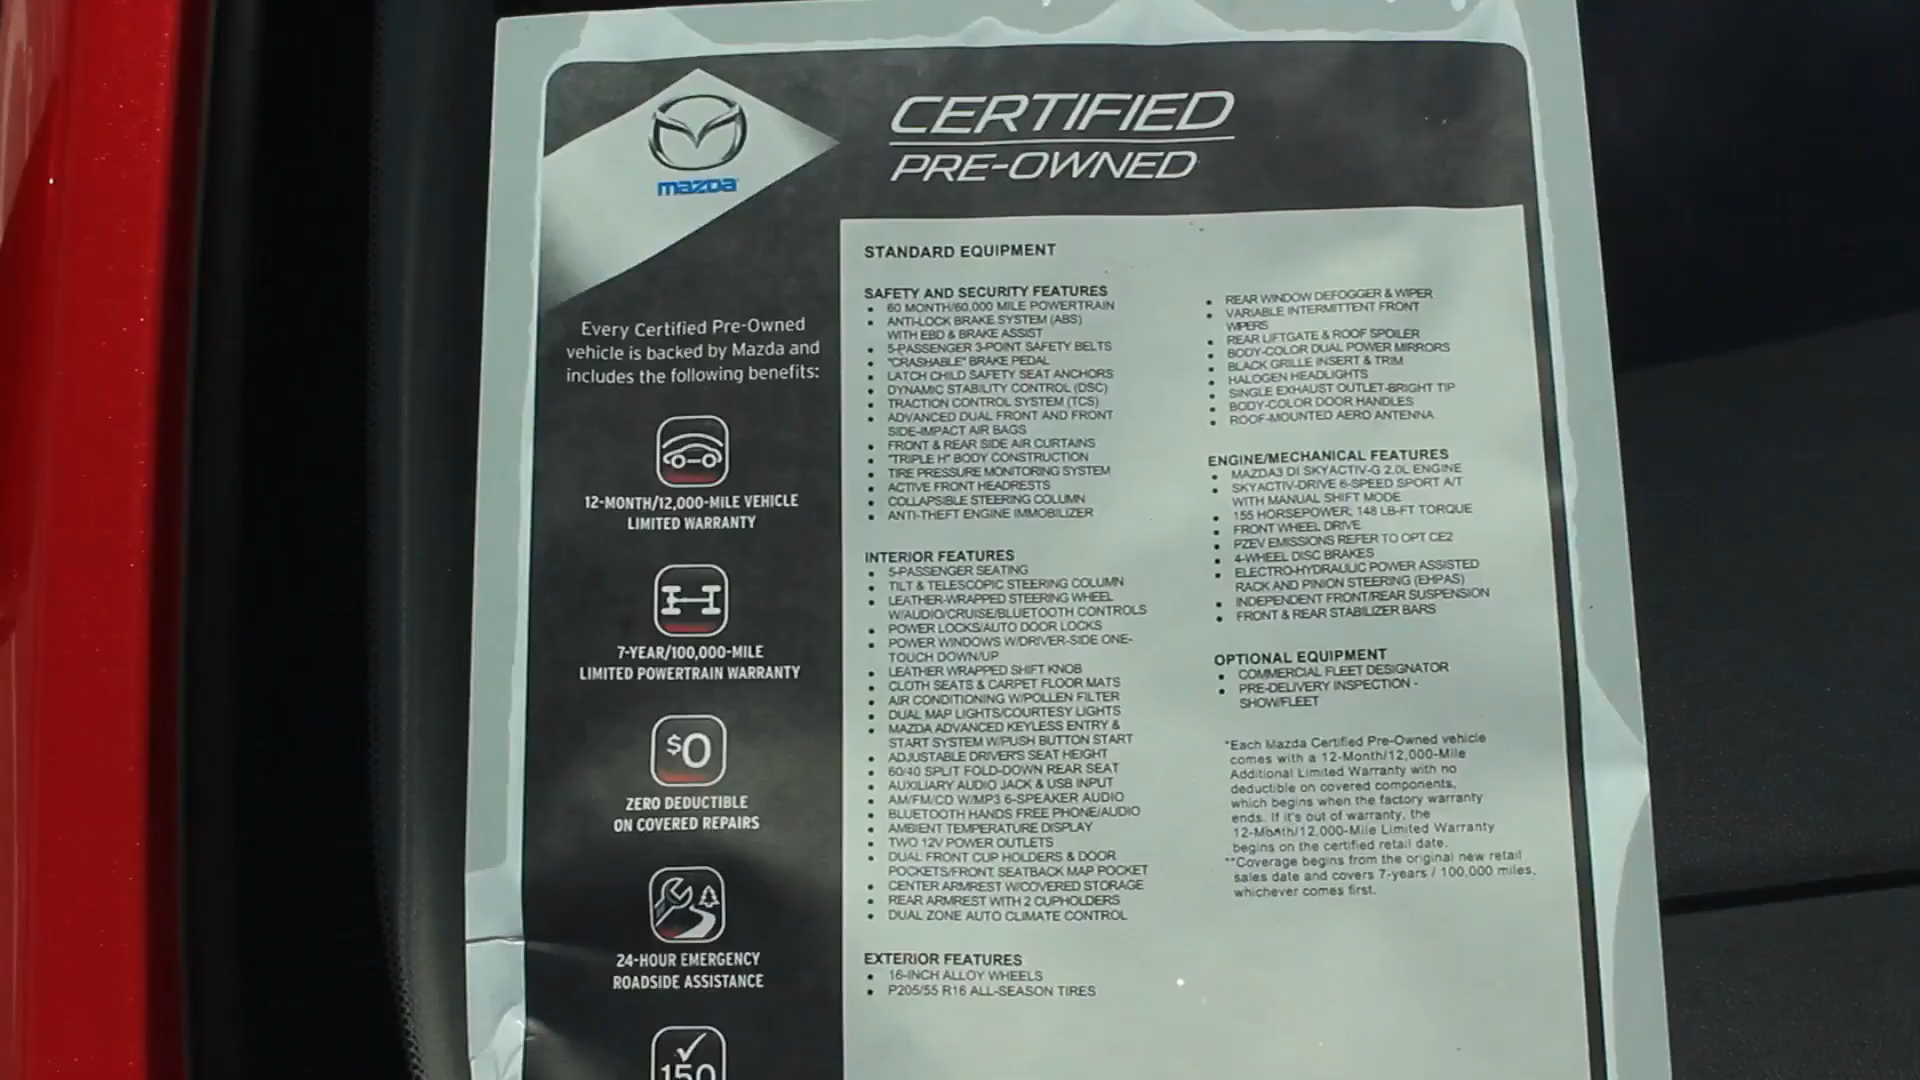 mazda
CERTIFIED
PRE-OWNED
Every Certified Pre-Owned
vehicle is backed by Mazda and
includes the following benefits:
12-MONTH/12,000-MILE VEHICLE
LIMITED WARRANTY
7-YEAR/100,000-MILE
LIMITED POWERTRAIN WARRANTY
$0
ZERO DEDUCTIBLE
ON COVERED REPAIRS
24-HOUR EMERGENCY
ROADSIDE ASSISTANCE
150
STANDARD EQUIPMENT
SAFETY AND SECURITY FEATURES
• 60 MONTH/60,000 MILE POWERTRAIN
• ANTI-LOCK BRAKE SYSTEM (ABS)
WITH EBD & BRAKE ASSIST
• 5-PASSENGER 3-POINT SAFETY BELTS
• "CRASHABLE" BRAKE PEDAL
• LATCH CHILD SAFETY SEAT ANCHORS
• DYNAMIC STABILITY CONTROL (DSC)
• TRACTION CONTROL SYSTEM (TCS)
• ADVANCED DUAL FRONT AND FRONT
SIDE-IMPACT AIR BAGS
• FRONT & REAR SIDE AIR CURTAINS
• "TRIPLE H" BODY CONSTRUCTION
• TIRE PRESSURE MONITORING SYSTEM
• ACTIVE FRONT HEADRESTS
• COLLAPSIBLE STEERING COLUMN
• ANTI-THEFT ENGINE IMMOBILIZER
INTERIOR FEATURES
• 5-PASSENGER SEATING
• TILT & TELESCOPIC STEERING COLUMN
• LEATHER-WRAPPED STEERING WHEEL
W/AUDIO/CRUISE/BLUETOOTH CONTROLS
• POWER LOCKS/AUTO DOOR LOCKS
• POWER WINDOWS W/DRIVER-SIDE ONE-
TOUCH DOWN/UP
• LEATHER WRAPPED SHIFT KNOB
• CLOTH SEATS & CARPET FLOOR MATS
• AIR CONDITIONING W/POLLEN FILTER
• DUAL MAP LIGHTS/COURTESY LIGHTS
• MAZDA ADVANCED KEYLESS ENTRY &
START SYSTEM W/PUSH BUTTON START
• ADJUSTABLE DRIVER'S SEAT HEIGHT
• 60/40 SPLIT FOLD-DOWN REAR SEAT
• AUXILIARY AUDIO JACK & USB INPUT
• AM/FM/CD W/MP3 6-SPEAKER AUDIO
• BLUETOOTH HANDS FREE PHONE/AUDIO
• AMBIENT TEMPERATURE DISPLAY
• TWO 12V POWER OUTLETS
• DUAL FRONT CUP HOLDERS & DOOR
POCKETS/FRONT SEATBACK MAP POCKET
• CENTER ARMREST W/COVERED STORAGE
• REAR ARMREST WITH 2 CUPHOLDERS
• DUAL ZONE AUTO CLIMATE CONTROL
EXTERIOR FEATURES
• 16-INCH ALLOY WHEELS
• P205/55 R16 ALL-SEASON TIRES
• REAR WINDOW DEFOGGER & WIPER
• VARIABLE INTERMITTENT FRONT
WIPERS
• REAR LIFTGATE & ROOF SPOILER
• BODY-COLOR DUAL POWER MIRRORS
• BLACK GRILLE INSERT & TRIM
• HALOGEN HEADLIGHTS
• SINGLE EXHAUST OUTLET-BRIGHT TIP
• BODY-COLOR DOOR HANDLES
• ROOF-MOUNTED AERO ANTENNA
ENGINE/MECHANICAL FEATURES
• MAZDA3 DI SKYACTIV-G 2.0L ENGINE
• SKYACTIV-DRIVE 6-SPEED SPORT A/T
WITH MANUAL SHIFT MODE
• 155 HORSEPOWER; 148 LB-FT TORQUE
• FRONT WHEEL DRIVE
• PZEV EMISSIONS REFER TO OPT CE2
• 4-WHEEL DISC BRAKES
• ELECTRO-HYDRAULIC POWER ASSISTED
RACK AND PINION STEERING (EHPAS)
• INDEPENDENT FRONT/REAR SUSPENSION
• FRONT & REAR STABILIZER BARS
OPTIONAL EQUIPMENT
• COMMERCIAL FLEET DESIGNATOR
• PRE-DELIVERY INSPECTION -
SHOW/FLEET
*Each Mazda Certified Pre-Owned vehicle
comes with a 12-Month/12,000-Mile
Additional Limited Warranty with no
deductible on covered components,
which begins when the factory warranty
ends. If it's out of warranty, the
12-Month/12,000-Mile Limited Warranty
begins on the certified retail date.
**Coverage begins from the original new retail
sales date and covers 7-years / 100,000 miles,
whichever comes first.